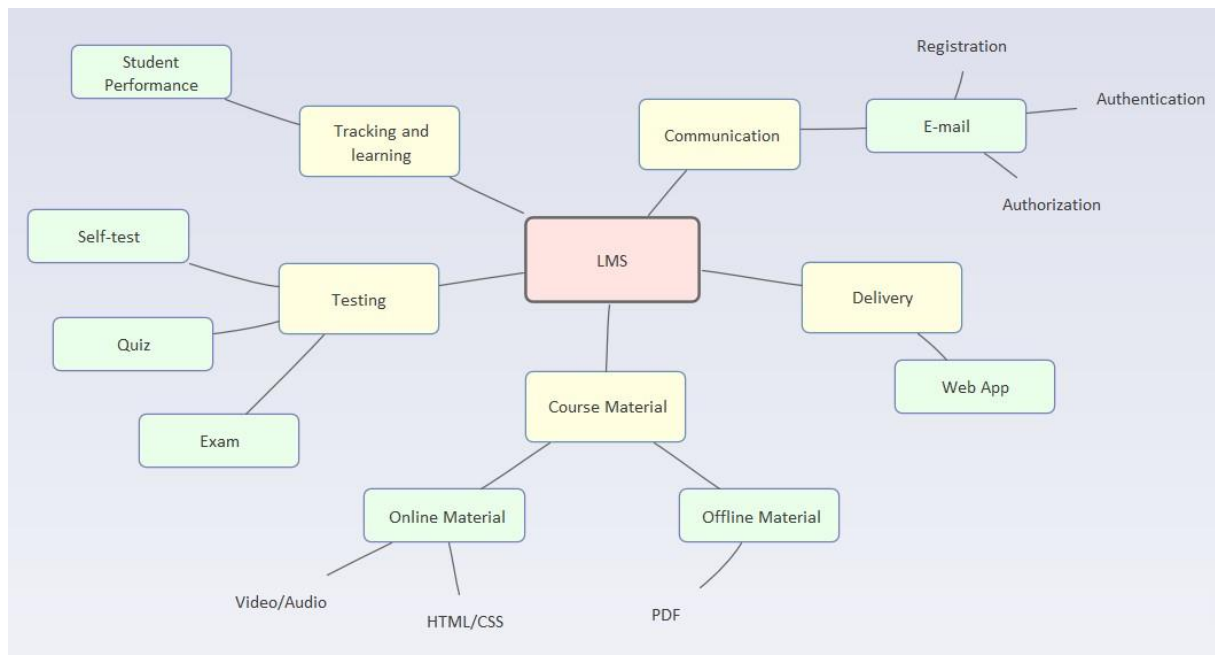 Student
Performance
Tracking and
learning
Communication
Registration
E-mail
Authentication
Authorization
Self-test
Testing
LMS
Delivery
Quiz
Web App
Exam
Course Material
Online Material
Offline Material
Video/Audio
HTML/CSS
PDF